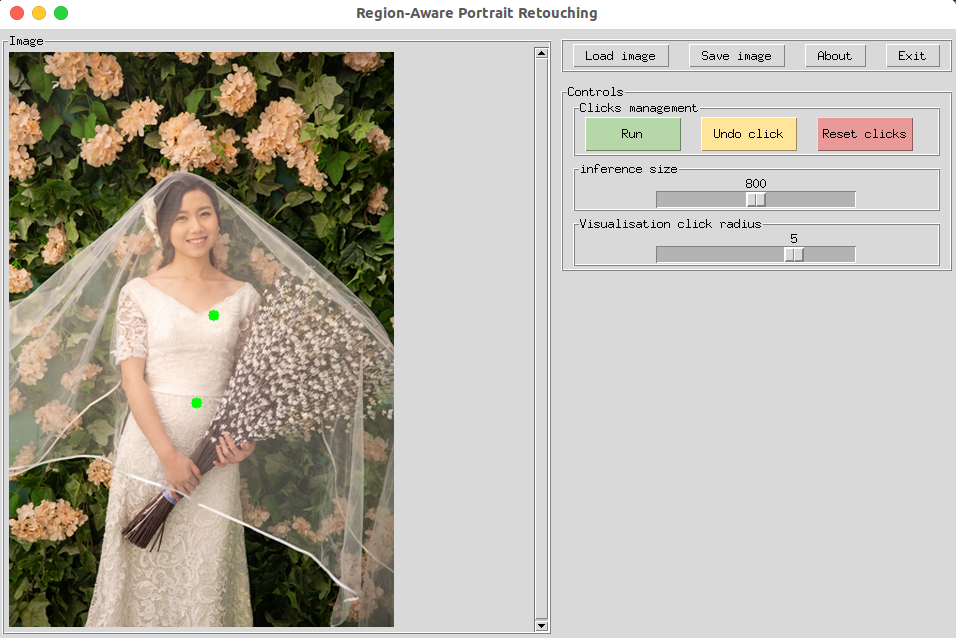 Region-Aware Portrait Retouching
Image
Load image Save image About Exit
Controls
Clicks management
Run Undo click Reset clicks
inference size
800
Visualisation click radius
5